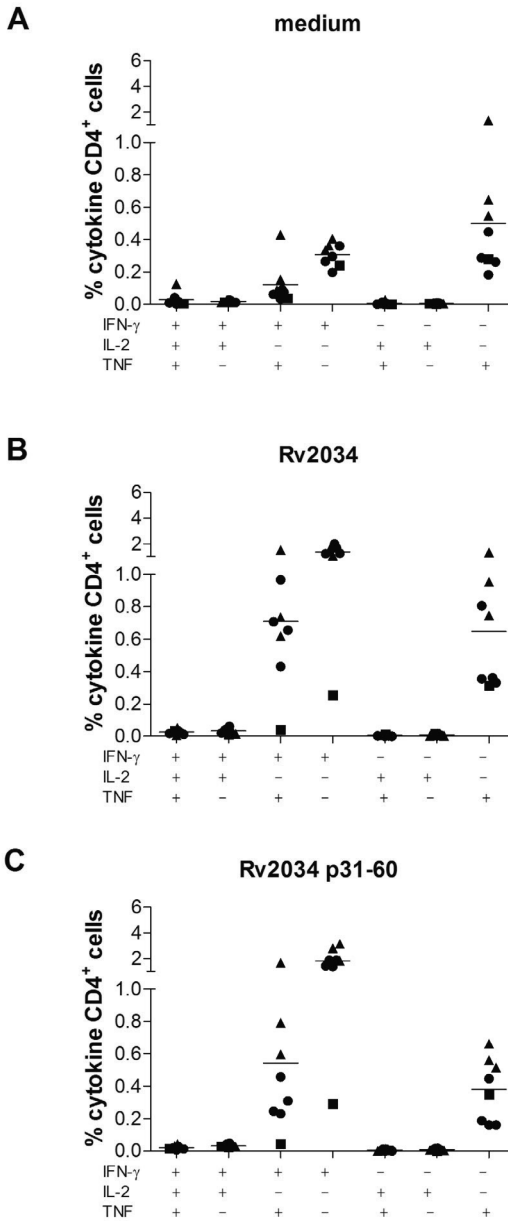 A
medium
% cytokine CD4⁺ cells
6
4
2
1.0
0.8
0.6
0.4
0.2
0.0
IFN-γ + + + + − − −
IL-2 + + − − + + −
TNF + − + − + − +
B
Rv2034
% cytokine CD4⁺ cells
6
4
2
1.0
0.8
0.6
0.4
0.2
0.0
IFN-γ + + + + − − −
IL-2 + + − − + + −
TNF + − + − + − +
C
Rv2034 p31-60
% cytokine CD4⁺ cells
6
4
2
1.0
0.8
0.6
0.4
0.2
0.0
IFN-γ + + + + − − −
IL-2 + + − − + + −
TNF + − + − + − +